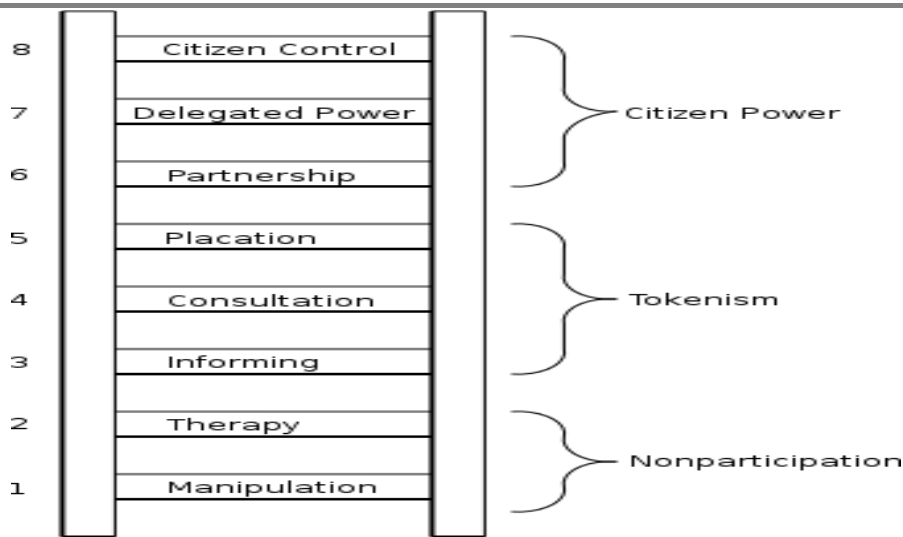 8 Citizen Control
7 Delegated Power Citizen Power
6 Partnership
5 Placation
4 Consultation Tokenism
3 Informing
2 Therapy
Nonparticipation
1 Manipulation